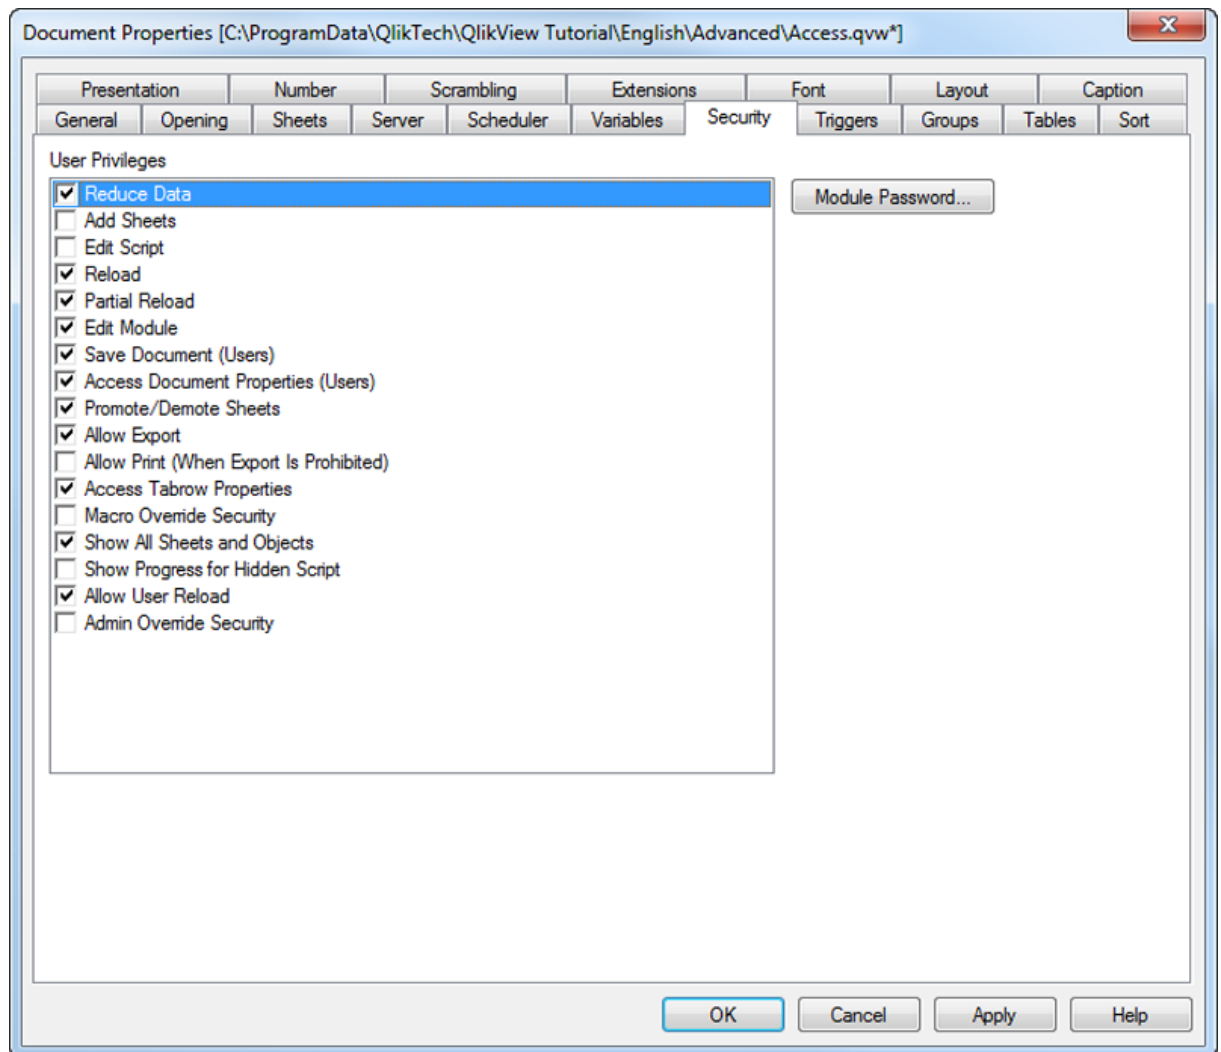 Document Properties [C:\ProgramData\QlikTech\QlikView Tutorial\English\Advanced\Access.qvw*]
Presentation Number Scrambling Extensions Font Layout Caption
General Opening Sheets Server Scheduler Variables Security Triggers Groups Tables Sort
User Privileges
Reduce Data
Module Password...
Add Sheets
Edit Script
Reload
Partial Reload
Edit Module
Save Document (Users)
Access Document Properties (Users)
Promote/Demote Sheets
Allow Export
Allow Print (When Export Is Prohibited)
Access Tabrow Properties
Macro Override Security
Show All Sheets and Objects
Show Progress for Hidden Script
Allow User Reload
Admin Override Security
OK Cancel Apply Help